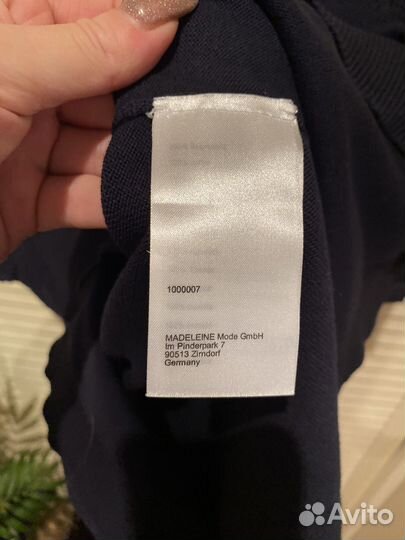 1000007
MADELEINE Mode GmbH
Im Pinderpark 7
90513 Zirndorf
Germany
Avito